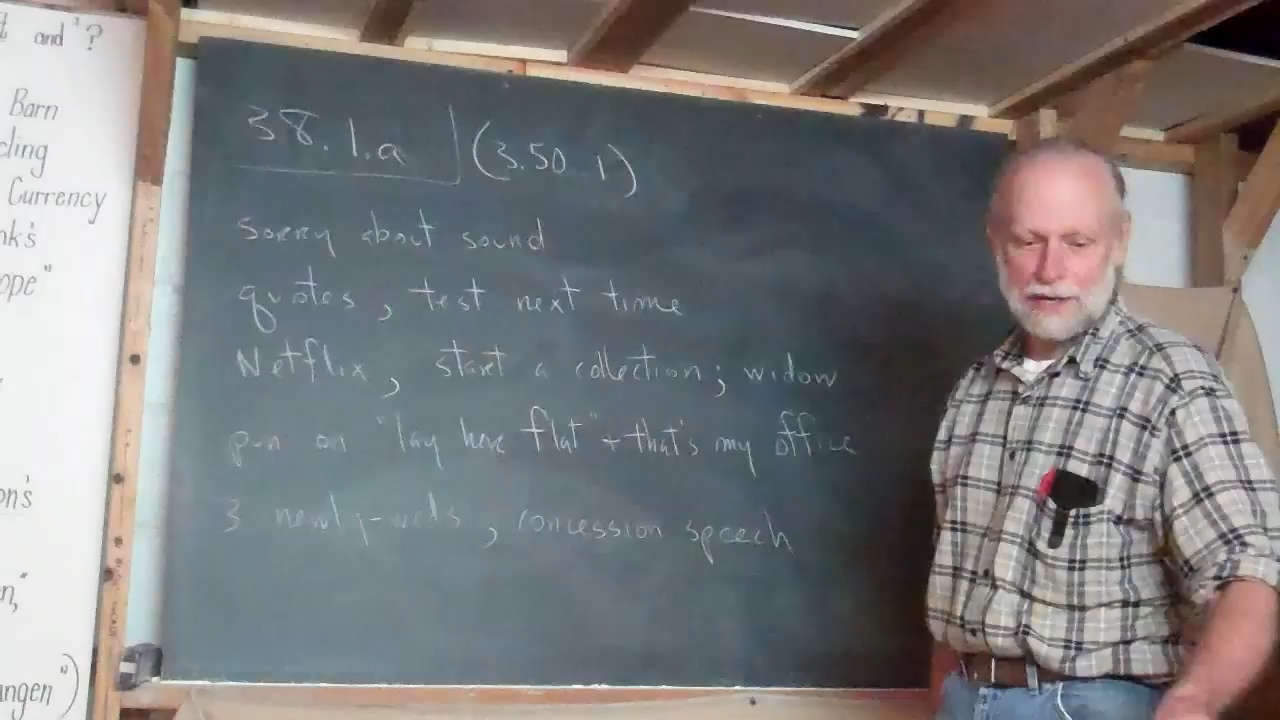 t and ?
Barn
ding
Currency
nk's
ope"
on's
en,"
angen")
38.1.a (3.50 1)
sorry about sound
quotes, test next time
Netflix, start a collection; widow
pun on "lay here flat" + that's my office
3 newly-weds, concession speech